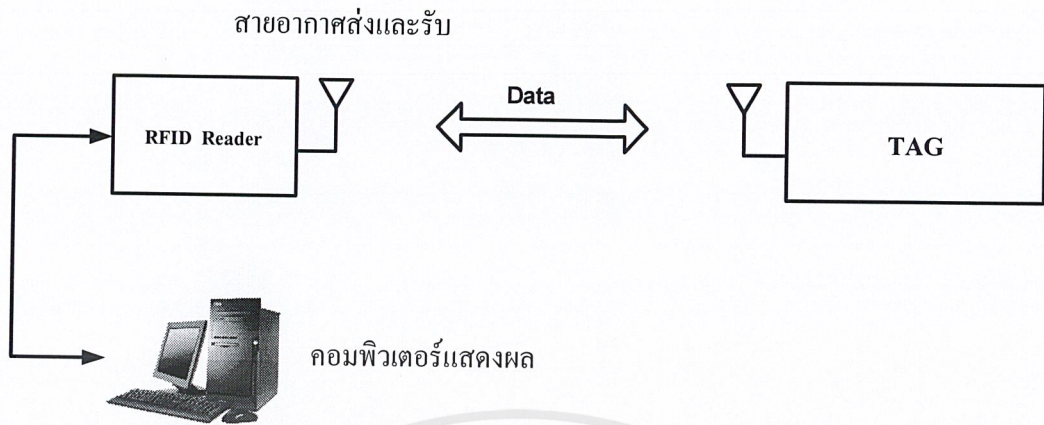 สายอากาศส่งและรับ
Data
RFID Reader
TAG
คอมพิวเตอร์แสดงผล